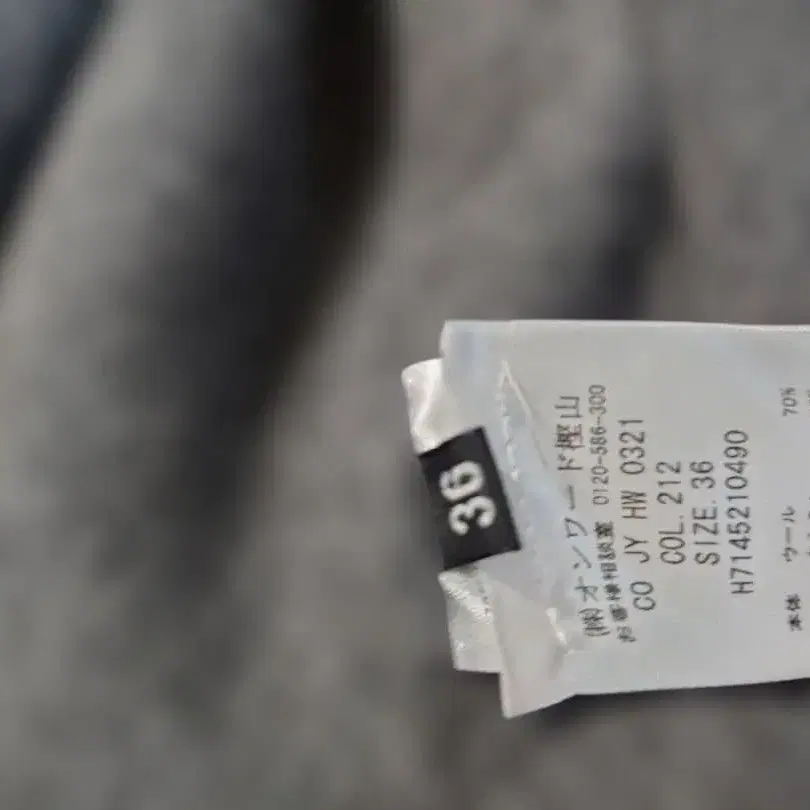 36
(株)オンワード樫山
お客様相談室 0120-586-300
CO JY HW 0321
COL. 212
SIZE. 36
H7145210490
本体 ウール 70%